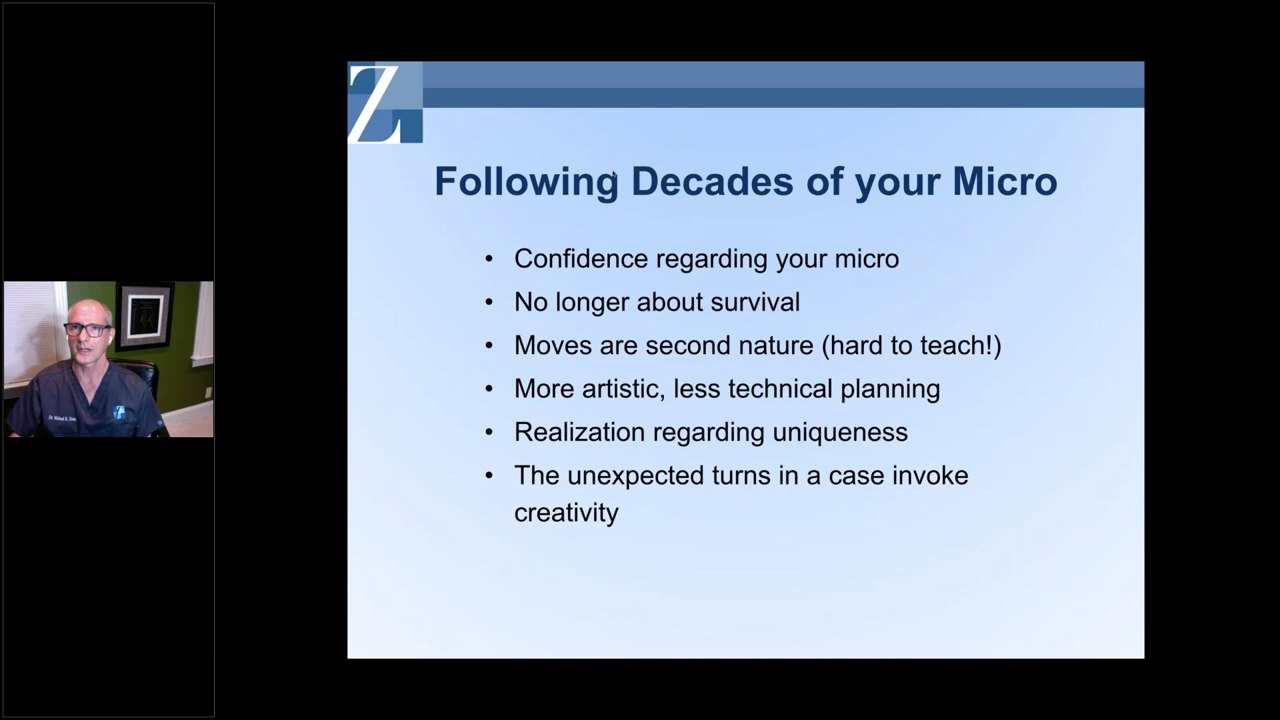 Z
Following Decades of your Micro
• Confidence regarding your micro
• No longer about survival
• Moves are second nature (hard to teach!)
• More artistic, less technical planning
• Realization regarding uniqueness
• The unexpected turns in a case invoke
creativity